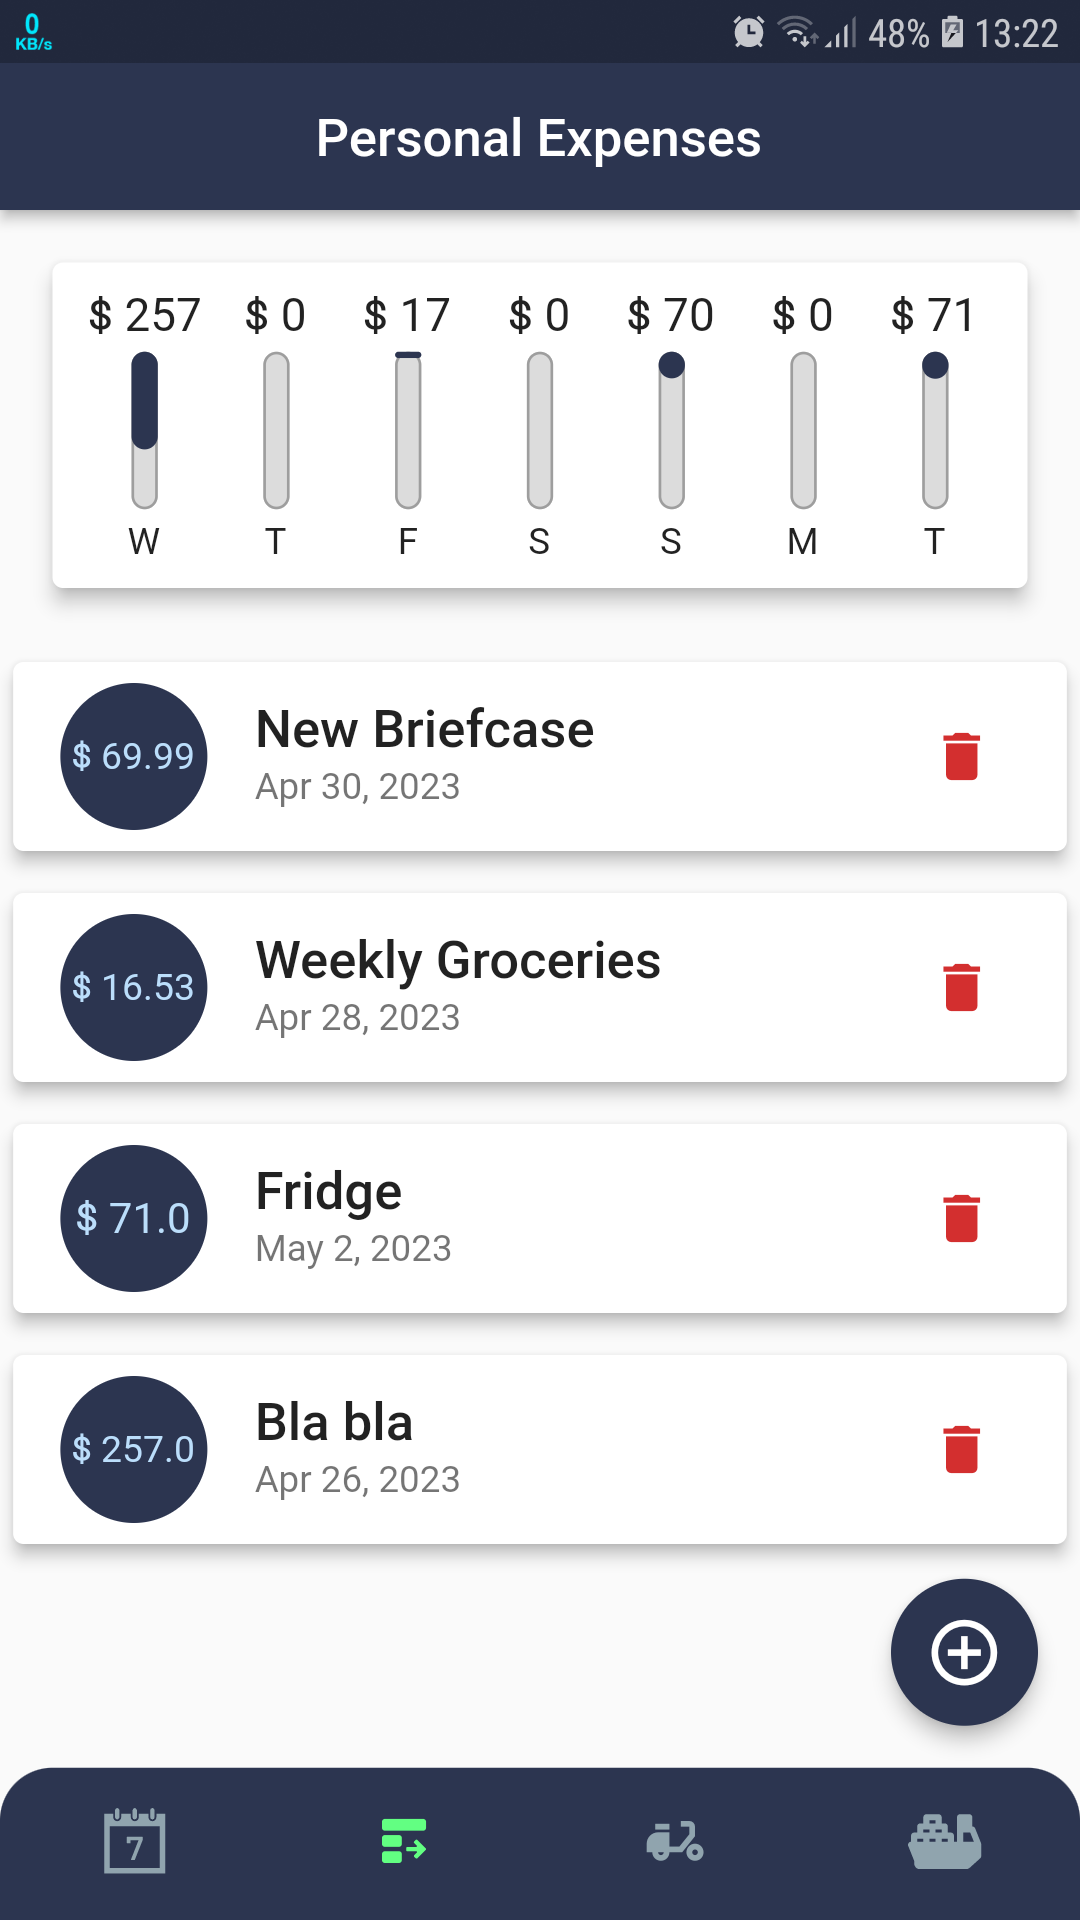 0
KB/s
48% 13:22
Personal Expenses
$ 257 $ 0 $ 17 $ 0 $ 70 $ 0 $ 71
W T F S S M T
$ 69.99
New Briefcase
Apr 30, 2023
$ 16.53
Weekly Groceries
Apr 28, 2023
$ 71.0
Fridge
May 2, 2023
$ 257.0
Bla bla
Apr 26, 2023
7